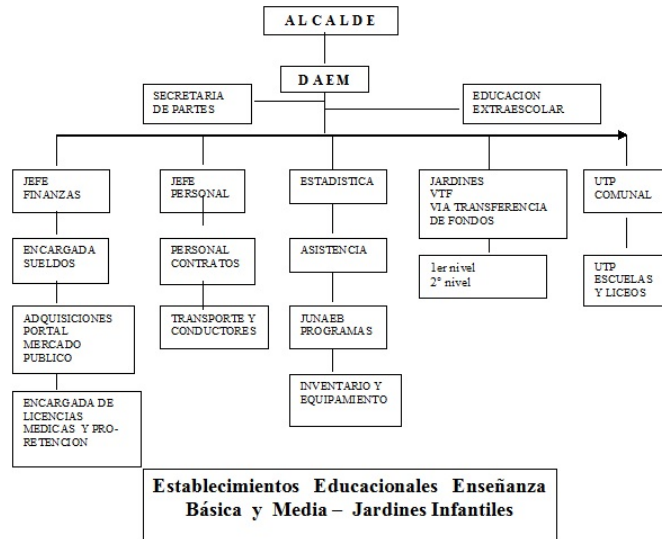 ALCALDE
DAEM
SECRETARIA
DE PARTES
EDUCACION
EXTRAESCOLAR
JEFE
FINANZAS
JEFE
PERSONAL
ESTADISTICA
JARDINES
VTF
VIA TRANSFERENCIA
DE FONDOS
UTP
COMUNAL
ENCARGADA
SUELDOS
PERSONAL
CONTRATOS
ASISTENCIA
1er nivel
2° nivel
UTP
ESCUELAS
Y LICEOS
ADQUISICIONES
PORTAL
MERCADO
PUBLICO
TRANSPORTE Y
CONDUCTORES
JUNAEB
PROGRAMAS
ENCARGADA DE
LICENCIAS
MEDICAS Y PRO-
RETENCION
INVENTARIO Y
EQUIPAMIENTO
Establecimientos Educacionales Enseñanza
Básica y Media – Jardines Infantiles